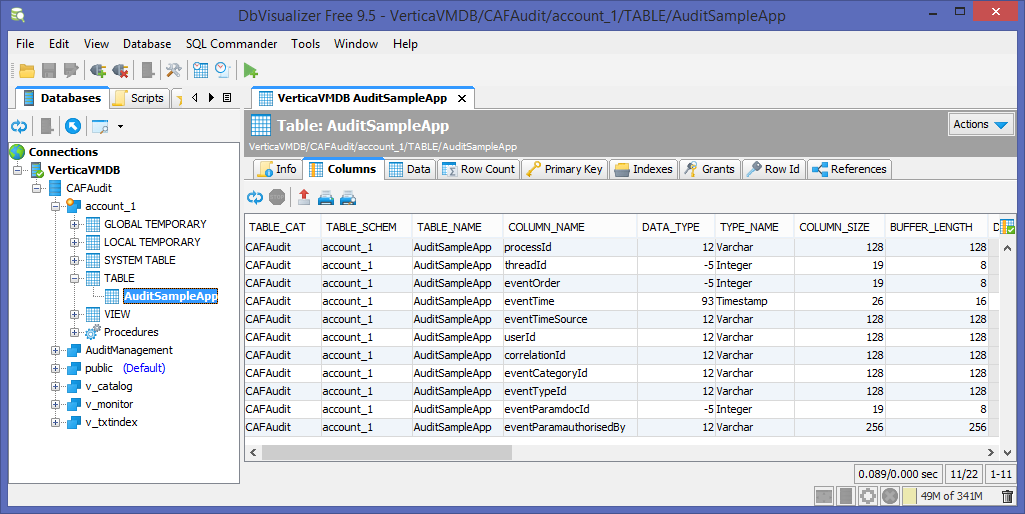 DbVisualizer Free 9.5 - VerticaVMDB/CAFAudit/account_1/TABLE/AuditSampleApp
File Edit View Database SQL Commander Tools Window Help
Databases Scripts
VerticaVMDB AuditSampleApp
Table: AuditSampleApp
VerticaVMDB/CAFAudit/account_1/TABLE/AuditSampleApp
Actions
Connections
VerticaVMDB
CAFAudit
account_1
GLOBAL TEMPORARY
LOCAL TEMPORARY
SYSTEM TABLE
TABLE
AuditSampleApp
VIEW
Procedures
AuditManagement
public (Default)
v_catalog
v_monitor
v_txtindex
Info Columns Data Row Count Primary Key Indexes Grants Row Id References
TABLE_CAT TABLE_SCHEM TABLE_NAME COLUMN_NAME DATA_TYPE TYPE_NAME COLUMN_SIZE BUFFER_LENGTH D
CAFAudit account_1 AuditSampleApp processId 12 Varchar 128 128
CAFAudit account_1 AuditSampleApp threadId -5 Integer 19 8
CAFAudit account_1 AuditSampleApp eventOrder -5 Integer 19 8
CAFAudit account_1 AuditSampleApp eventTime 93 Timestamp 26 16
CAFAudit account_1 AuditSampleApp eventTimeSource 12 Varchar 128 128
CAFAudit account_1 AuditSampleApp userId 12 Varchar 128 128
CAFAudit account_1 AuditSampleApp correlationId 12 Varchar 128 128
CAFAudit account_1 AuditSampleApp eventCategoryId 12 Varchar 128 128
CAFAudit account_1 AuditSampleApp eventTypeId 12 Varchar 128 128
CAFAudit account_1 AuditSampleApp eventParamdocId -5 Integer 19 8
CAFAudit account_1 AuditSampleApp eventParamauthorisedBy 12 Varchar 256 256
0.089/0.000 sec 11/22 1-11
49M of 341M